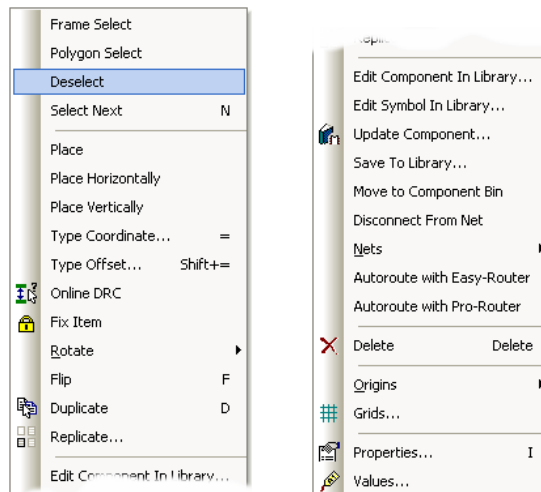 Frame Select
Polygon Select
Deselect
Select Next N
Place
Place Horizontally
Place Vertically
Type Coordinate... =
Type Offset... Shift+=
Online DRC
Fix Item
Rotate
Flip F
Duplicate D
Replicate...
Edit Component In Library...
Edit Component In Library...
Edit Symbol In Library...
Update Component...
Save To Library...
Move to Component Bin
Disconnect From Net
Nets
Autoroute with Easy-Router
Autoroute with Pro-Router
Delete Delete
Origins
Grids...
Properties... I
Values...